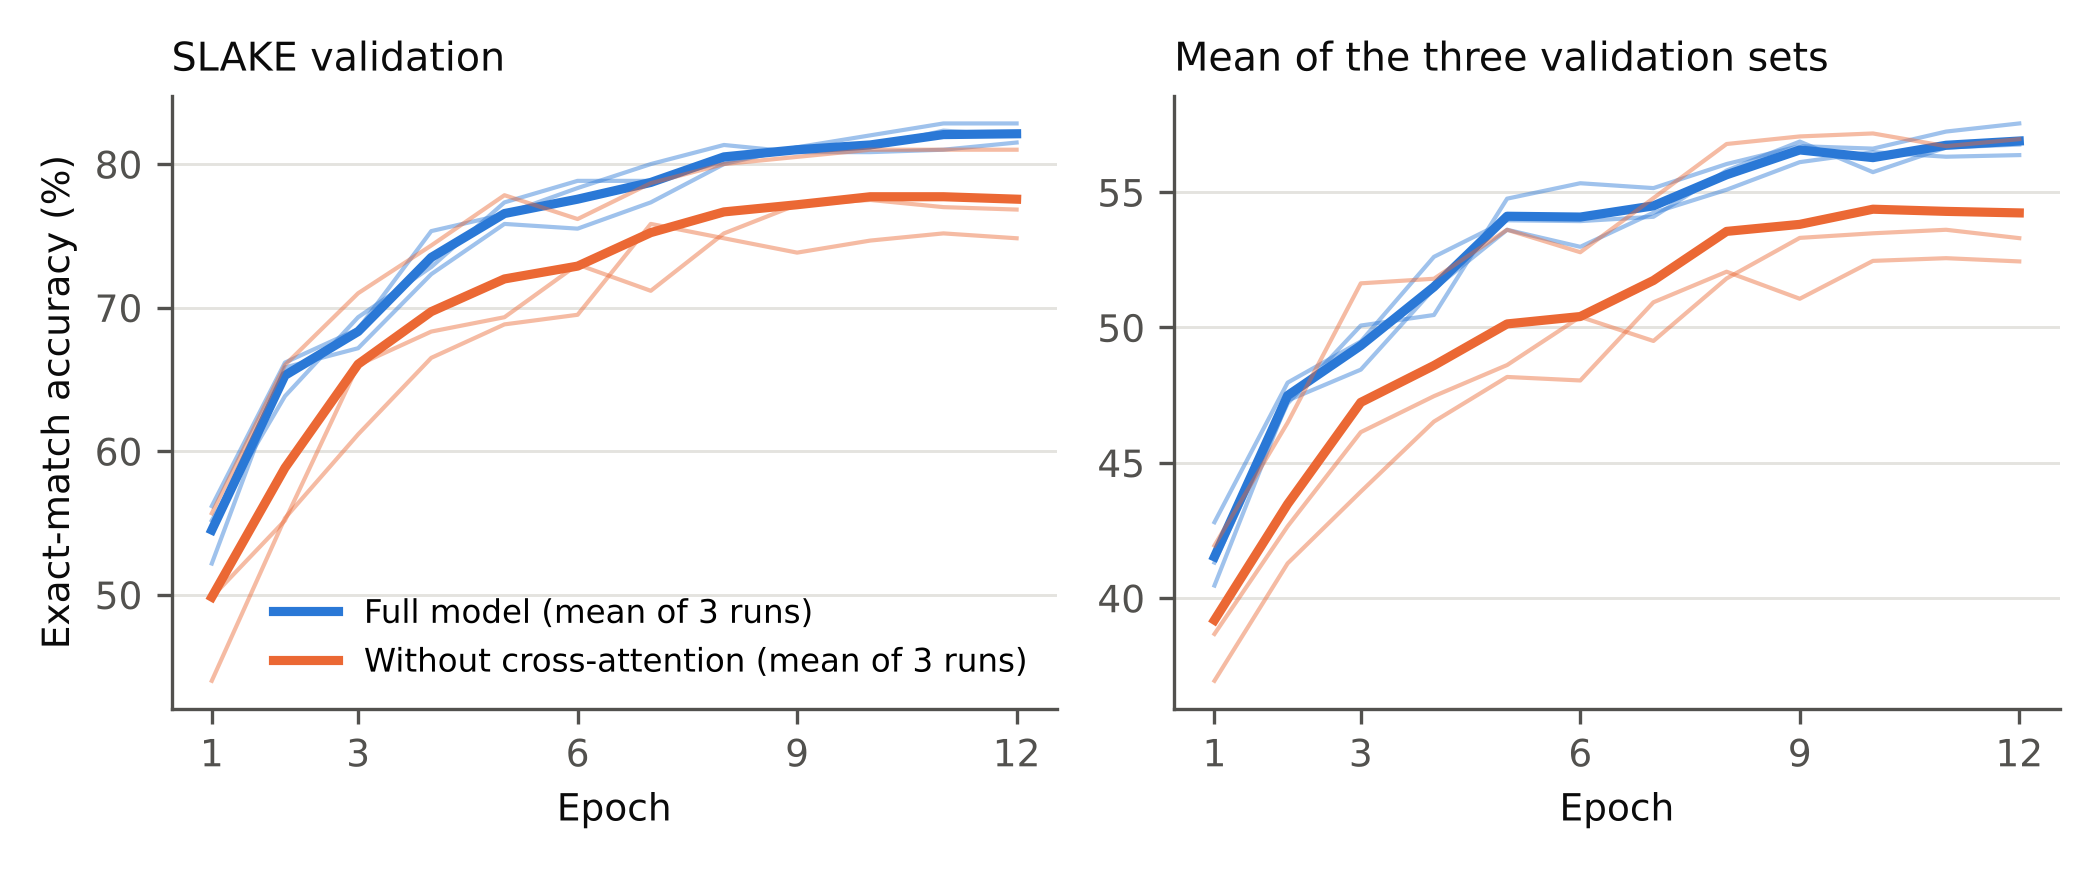 SLAKE validation
Exact-match accuracy (%)
80
70
60
50
Full model (mean of 3 runs)
Without cross-attention (mean of 3 runs)
1 3 6 9 12
Epoch
Mean of the three validation sets
55
50
45
40
1 3 6 9 12
Epoch